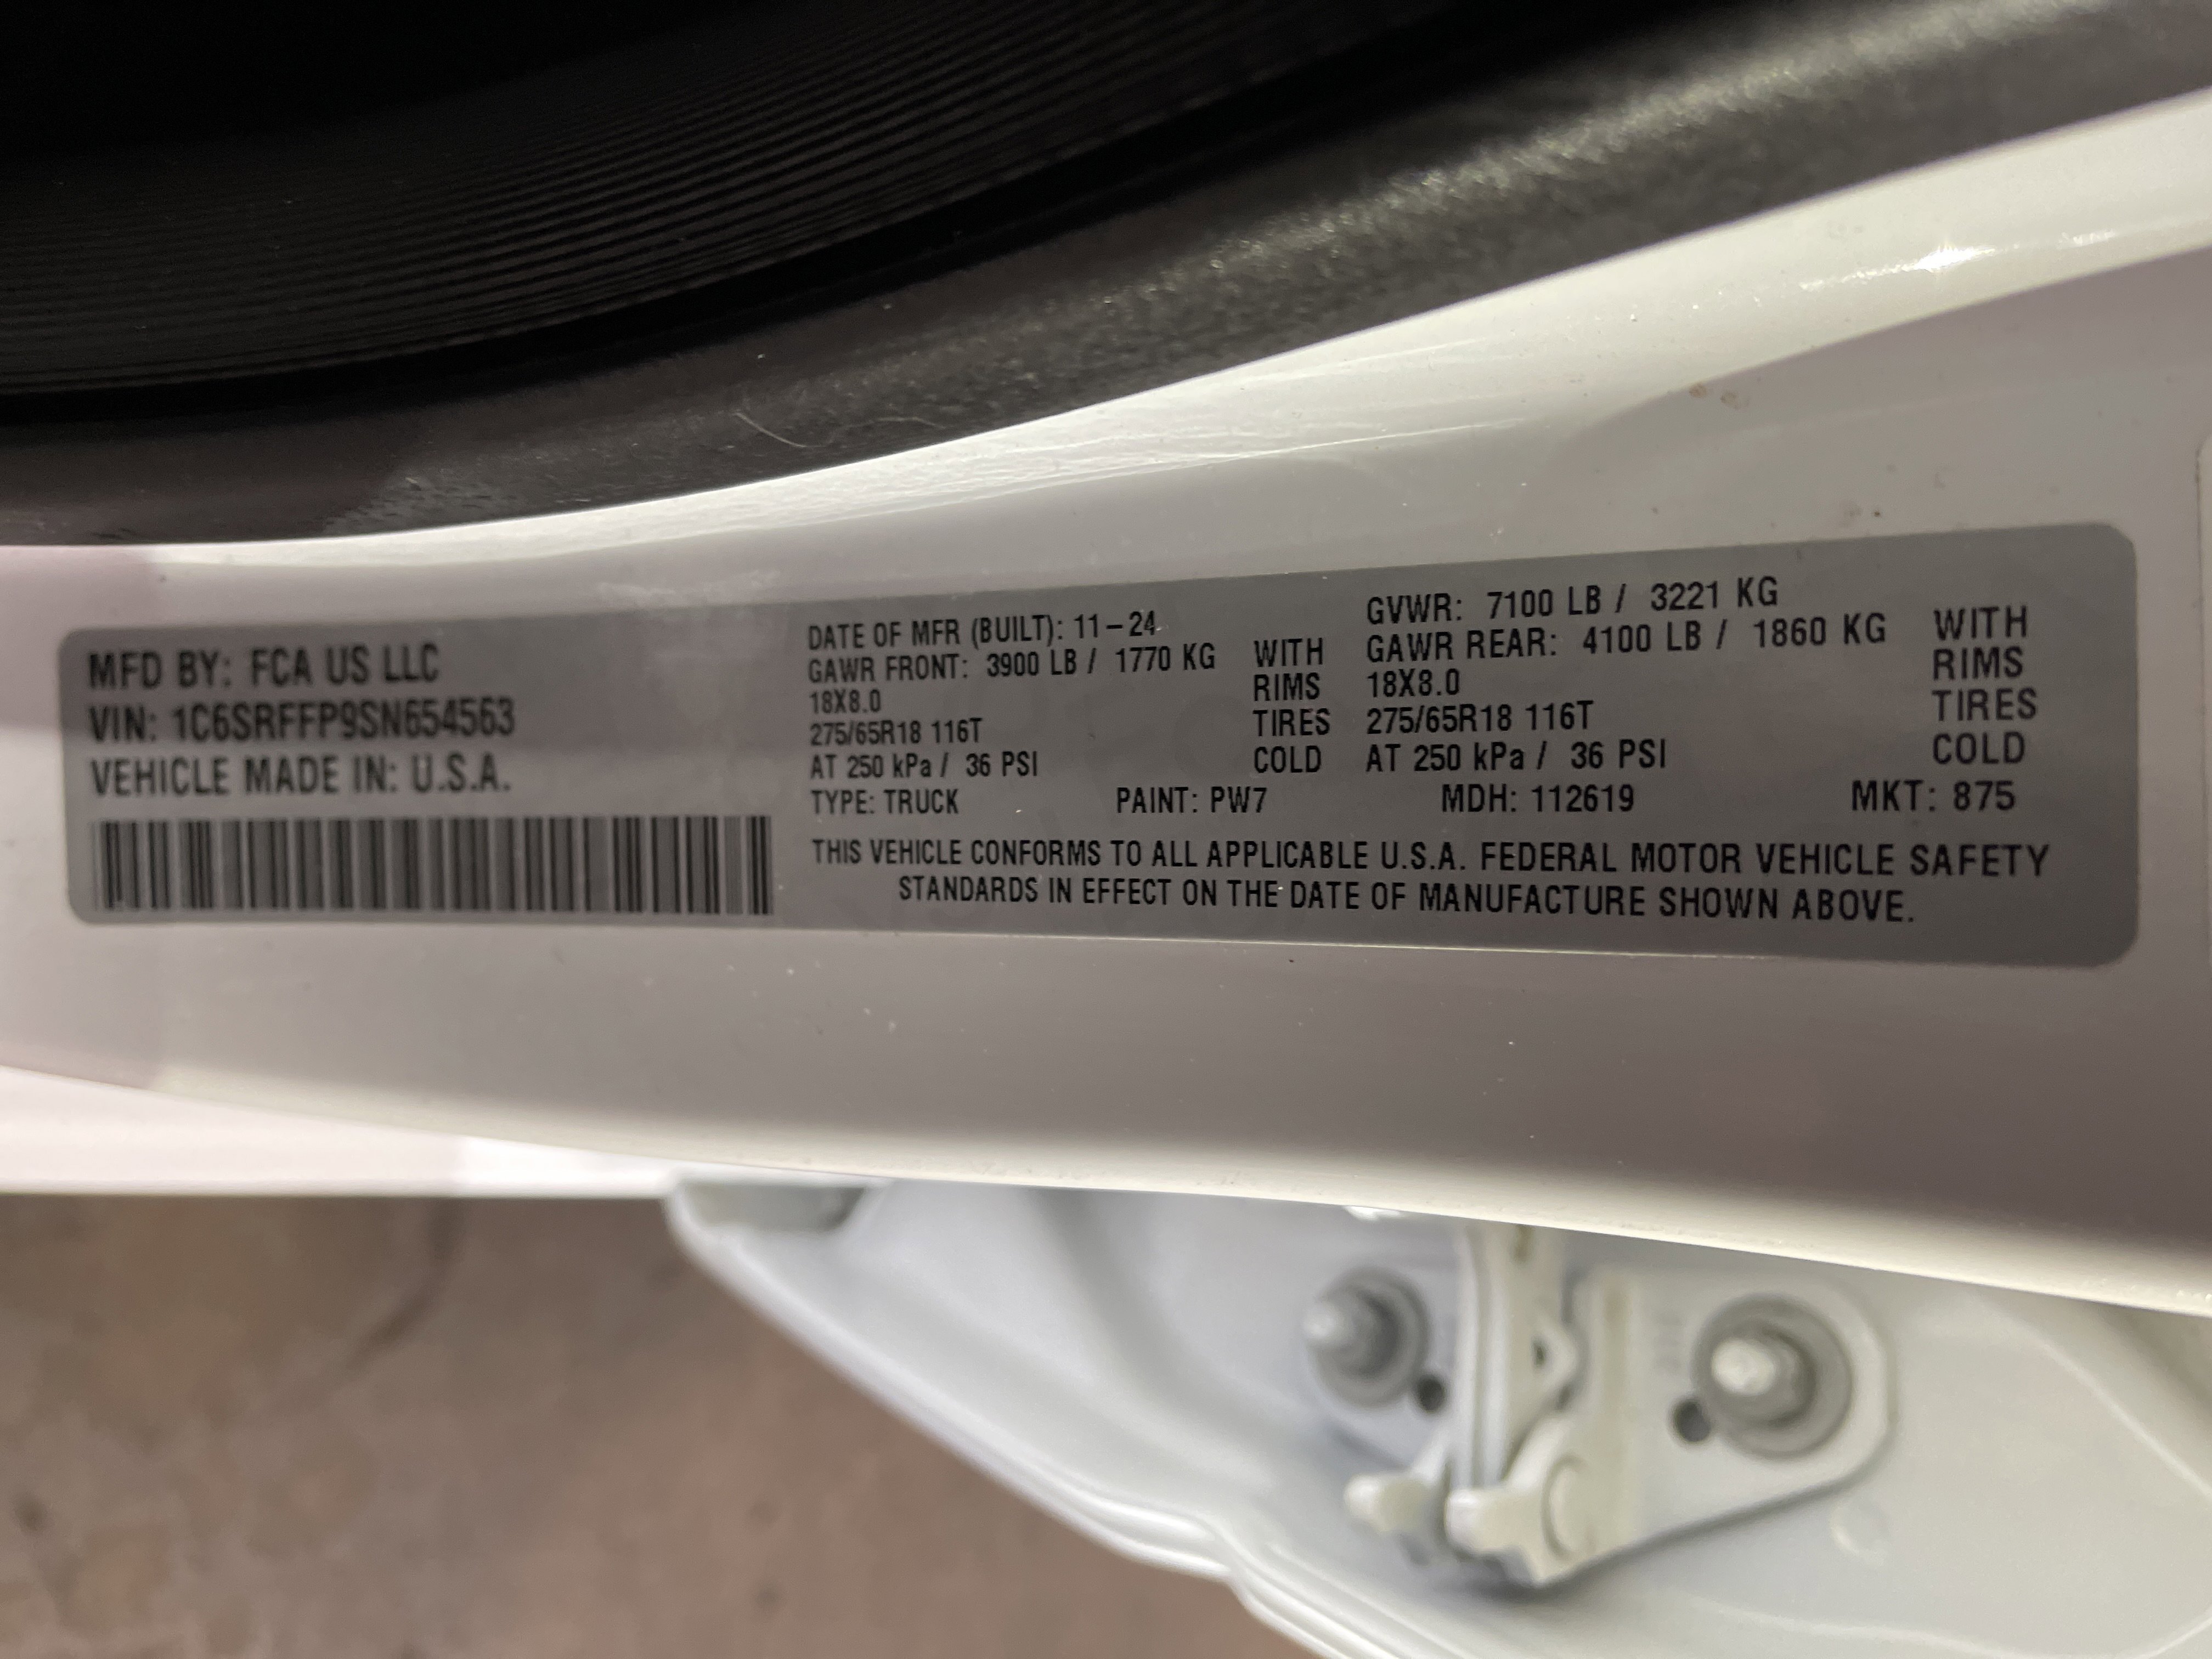 MFD BY: FCA US LLC
VIN: 1C6SRFFP9SN654563
VEHICLE MADE IN: U.S.A.
DATE OF MFR (BUILT): 11-24
GVWR: 7100 LB / 3221 KG
GAWR FRONT: 3900 LB / 1770 KG WITH
18X8.0 RIMS
275/65R18 116T TIRES
AT 250 kPa / 36 PSI COLD
GAWR REAR: 4100 LB / 1860 KG WITH
18X8.0 RIMS
275/65R18 116T TIRES
AT 250 kPa / 36 PSI COLD
TYPE: TRUCK PAINT: PW7 MDH: 112619 MKT: 875
THIS VEHICLE CONFORMS TO ALL APPLICABLE U.S.A. FEDERAL MOTOR VEHICLE SAFETY
STANDARDS IN EFFECT ON THE DATE OF MANUFACTURE SHOWN ABOVE.